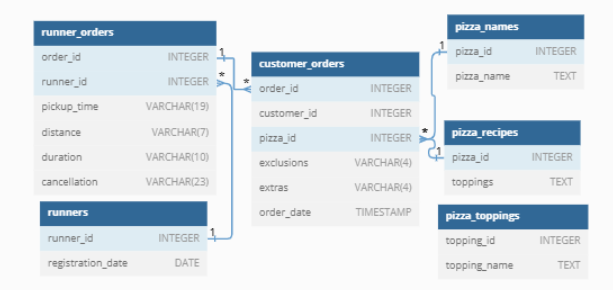 runner_orders
order_id INTEGER
runner_id INTEGER
pickup_time VARCHAR(19)
distance VARCHAR(7)
duration VARCHAR(10)
cancellation VARCHAR(23)
1
*
runners
runner_id INTEGER
registration_date DATE
1
customer_orders
order_id INTEGER
customer_id INTEGER
pizza_id INTEGER
exclusions VARCHAR(4)
extras VARCHAR(4)
order_date TIMESTAMP
*
*
pizza_names
pizza_id INTEGER
pizza_name TEXT
1
pizza_recipes
pizza_id INTEGER
toppings TEXT
1
pizza_toppings
topping_id INTEGER
topping_name TEXT